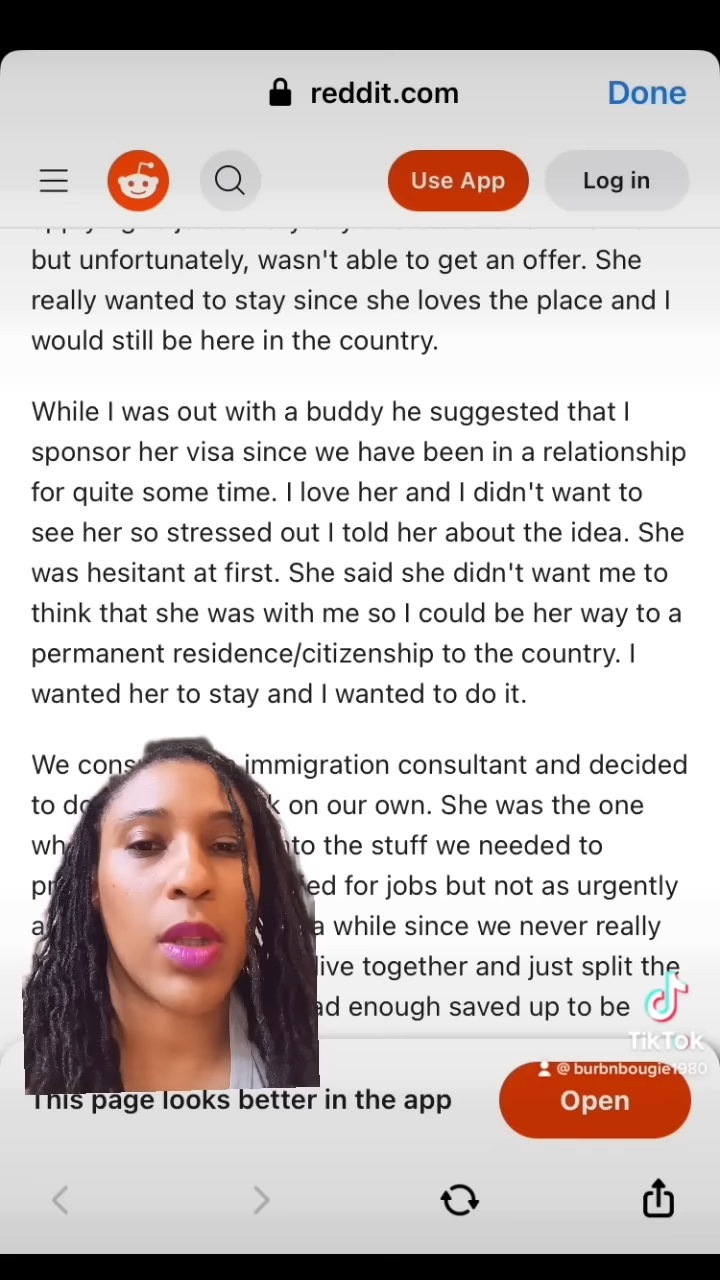 reddit.com
Done
Use App
Log in
but unfortunately, wasn't able to get an offer. She
really wanted to stay since she loves the place and I
would still be here in the country.
While I was out with a buddy he suggested that I
sponsor her visa since we have been in a relationship
for quite some time. I love her and I didn't want to
see her so stressed out I told her about the idea. She
was hesitant at first. She said she didn't want me to
think that she was with me so I could be her way to a
permanent residence/citizenship to the country. I
wanted her to stay and I wanted to do it.
We immigration consultant and decided
to on our own. She was the one
the stuff we needed to
for jobs but not as urgently
while since we never really
live together and just split the
enough saved up to be
TikTok
@ burbnbougie1980
This page looks better in the app
Open